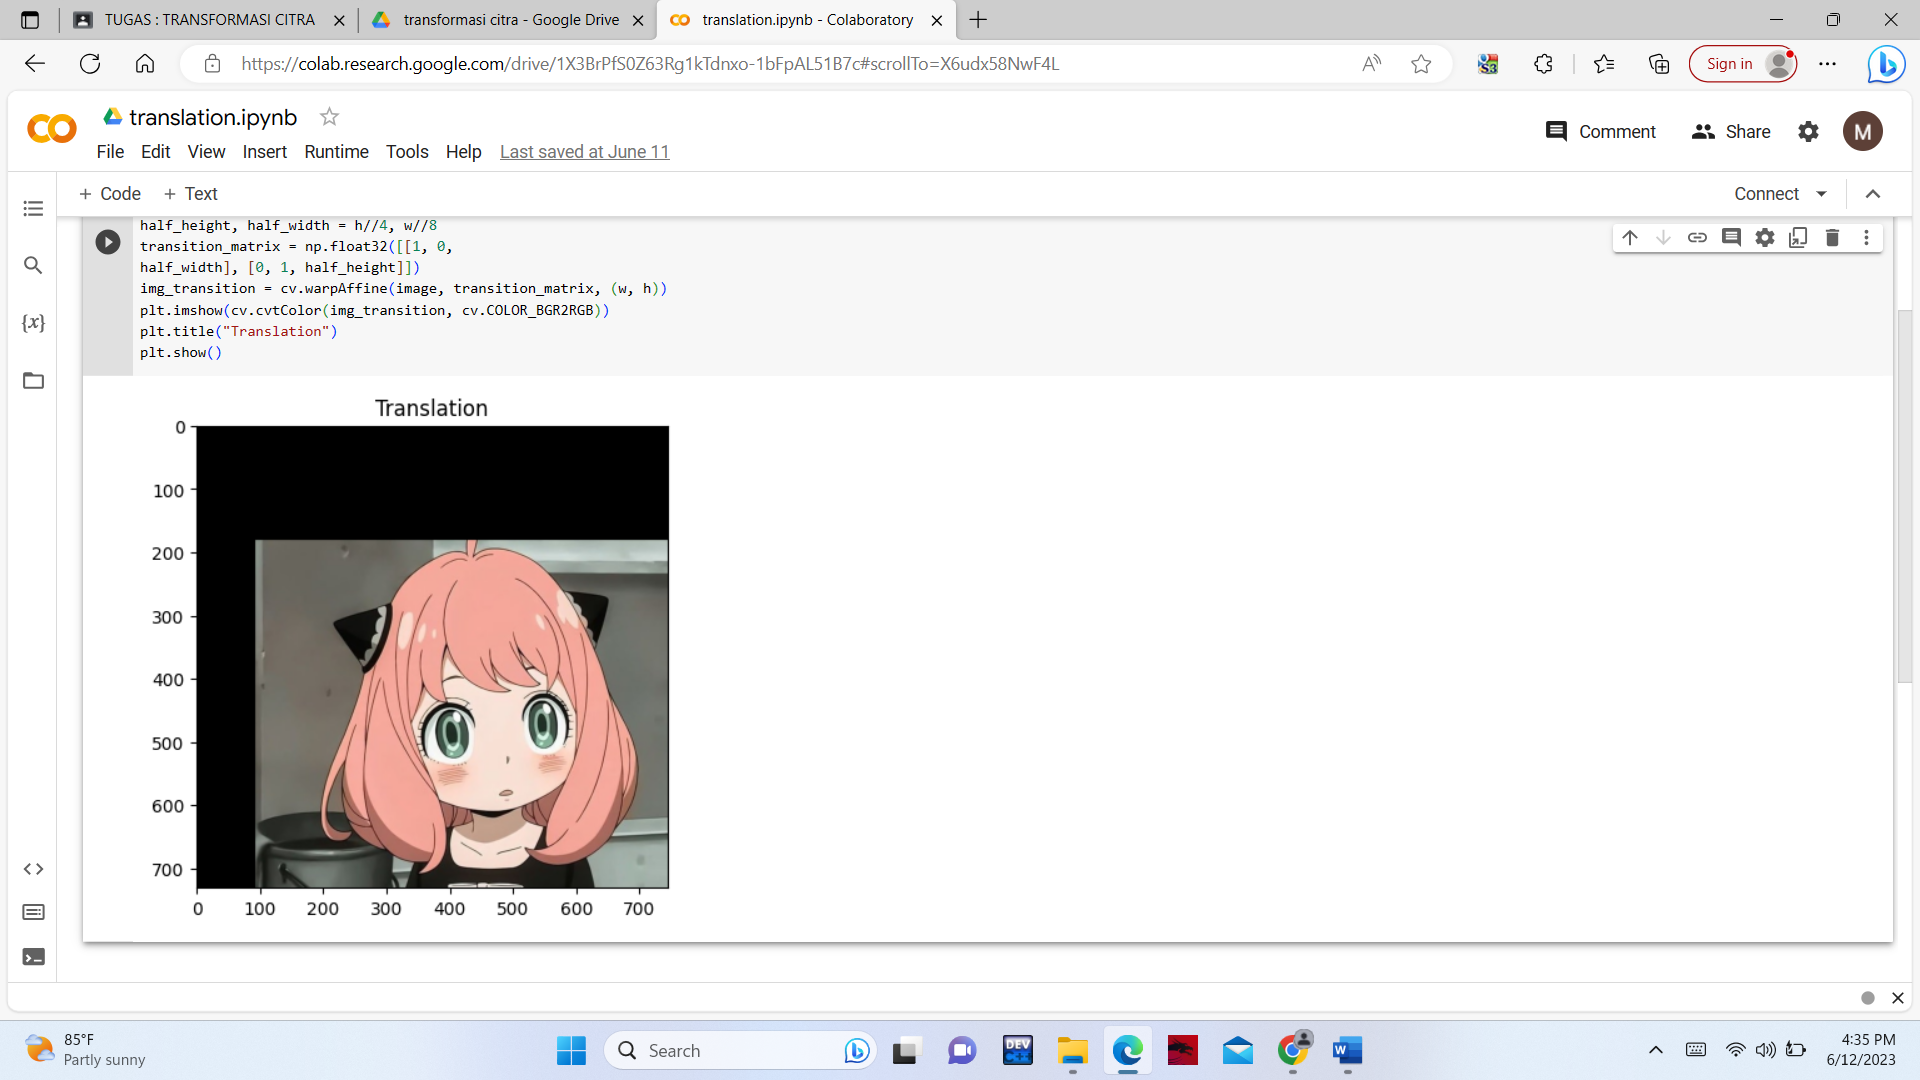 TUGAS : TRANSFORMASI CITRA
transformasi citra - Google Drive
translation.ipynb - Colaboratory
https://colab.research.google.com/drive/1X3BrPfS0Z63Rg1kTdnxo-1bFpAL51B7c#scrollTo=X6udx58NwF4L
Sign in
translation.ipynb
File Edit View Insert Runtime Tools Help Last saved at June 11
Comment
Share
M
+ Code + Text
Connect
half_height, half_width = h//4, w//8
transition_matrix = np.float32([[1, 0,
half_width], [0, 1, half_height]])
img_transition = cv.warpAffine(image, transition_matrix, (w, h))
plt.imshow(cv.cvtColor(img_transition, cv.COLOR_BGR2RGB))
plt.title("Translation")
plt.show()
{x}
Translation
0
100
200
300
400
500
600
700
0 100 200 300 400 500 600 700
85°F
Partly sunny
Search
DEV
C++
W
4:35 PM
6/12/2023